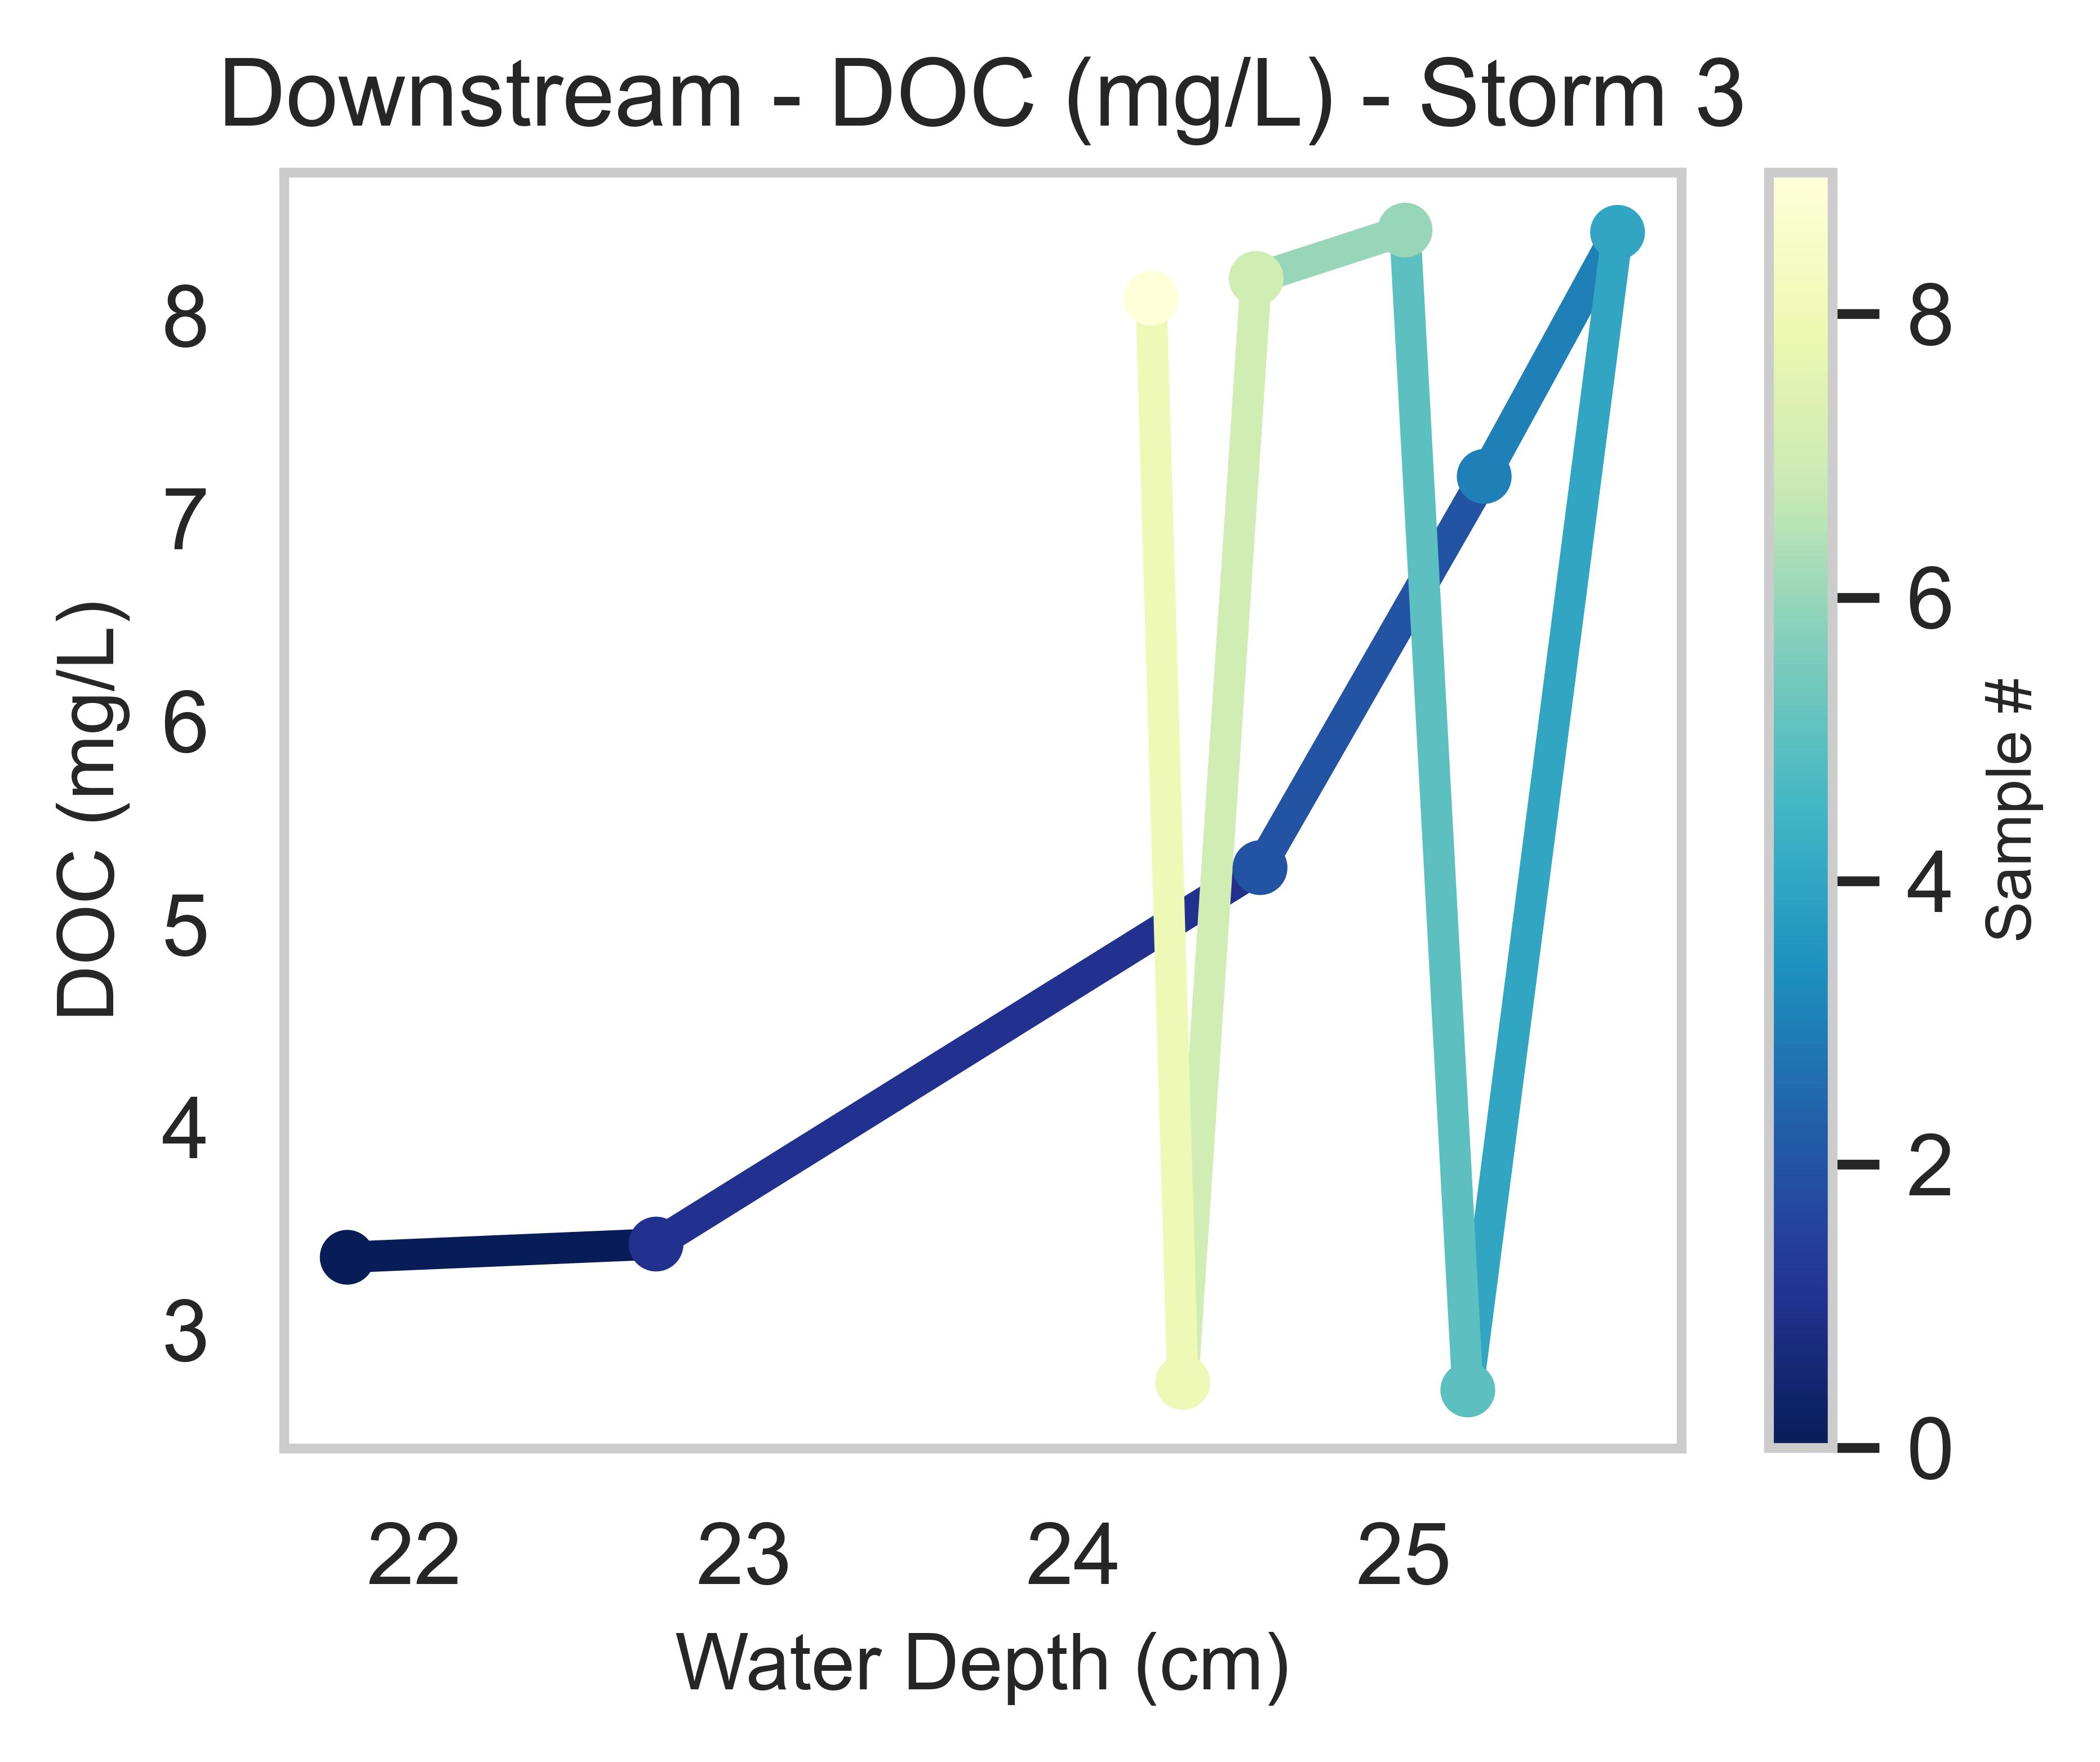 Downstream - DOC (mg/L) - Storm 3
DOC (mg/L)
8
7
6
5
4
3
22 23 24 25
Water Depth (cm)
8
6
4
2
0
Sample #